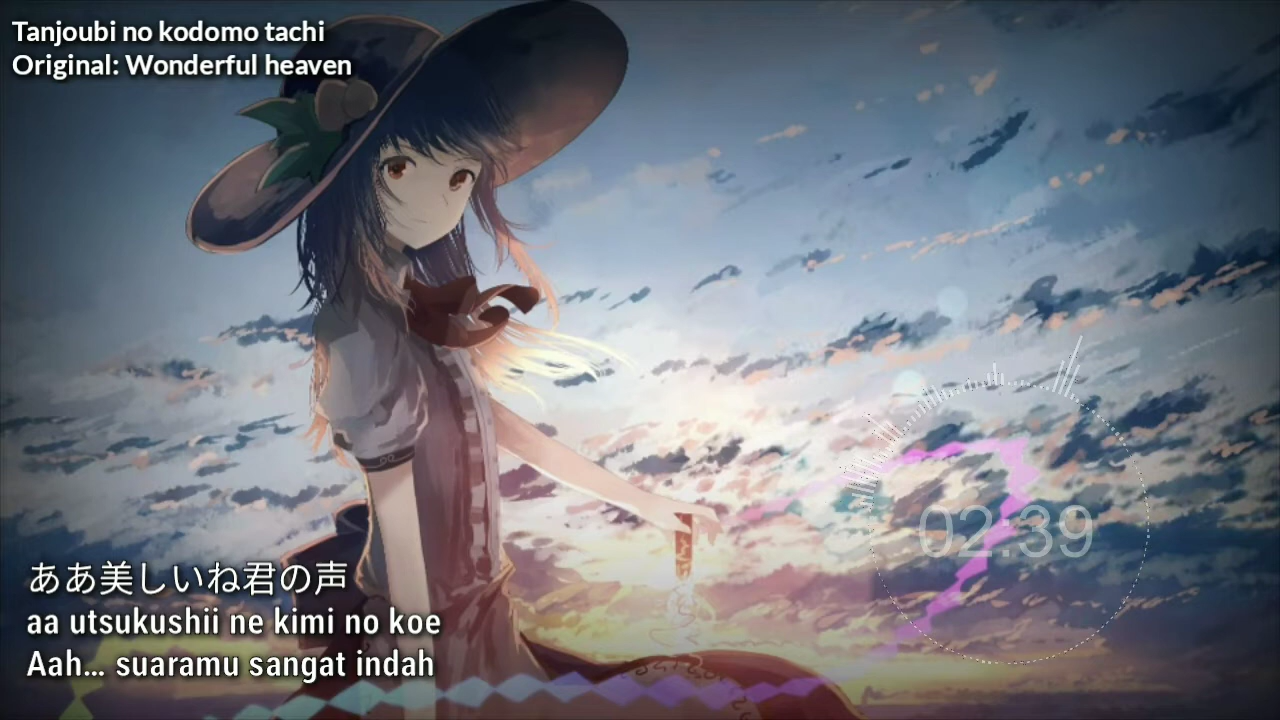 Tanjoubi no kodomo tachi
Original: Wonderful heaven
02:39
ああ美しいね君の声
aa utsukushii ne kimi no koe
Aah... suaramu sangat indah